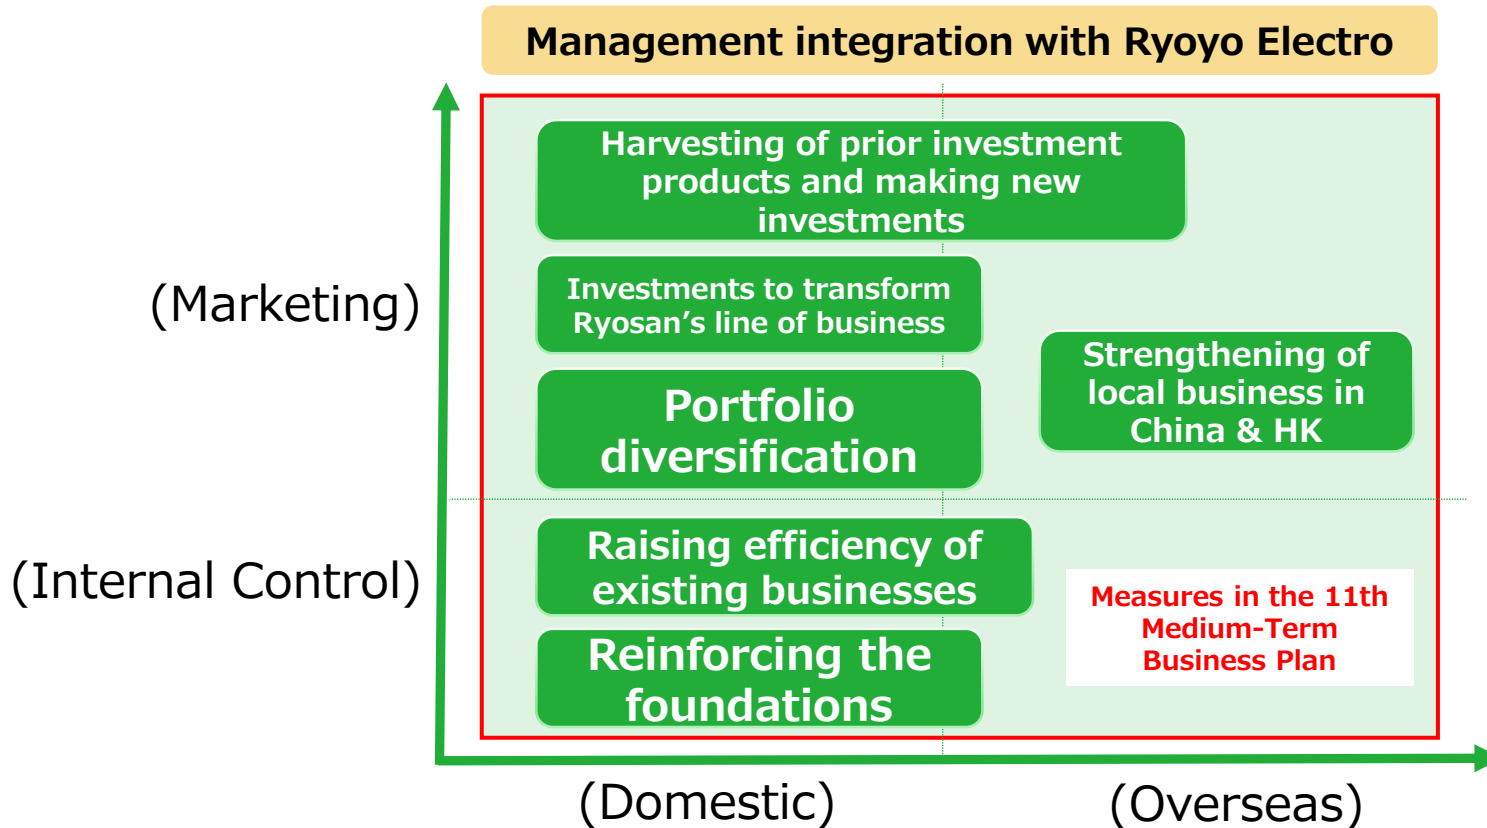 Management integration with Ryoyo Electro
Harvesting of prior investment
products and making new
investments
(Marketing)
Investments to transform
Ryosan’s line of business
Strengthening of
local business in
China & HK
Portfolio
diversification
(Internal Control)
Raising efficiency of
existing businesses
Measures in the 11th
Medium-Term
Business Plan
Reinforcing the
foundations
(Domestic)
(Overseas)